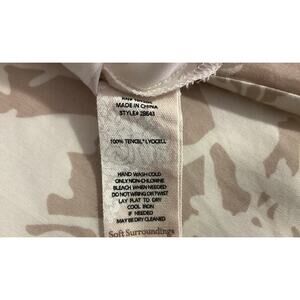 MADE IN CHINA
STYLE# 2B643
100% TENCEL® LYOCELL
HAND WASH COLD
ONLY NON-CHLORINE
BLEACH WHEN NEEDED
DO NOT WRING OR TWIST
LAY FLAT TO DRY
COOL IRON
IF NEEDED
MAY BE DRY CLEANED
Soft Surroundings